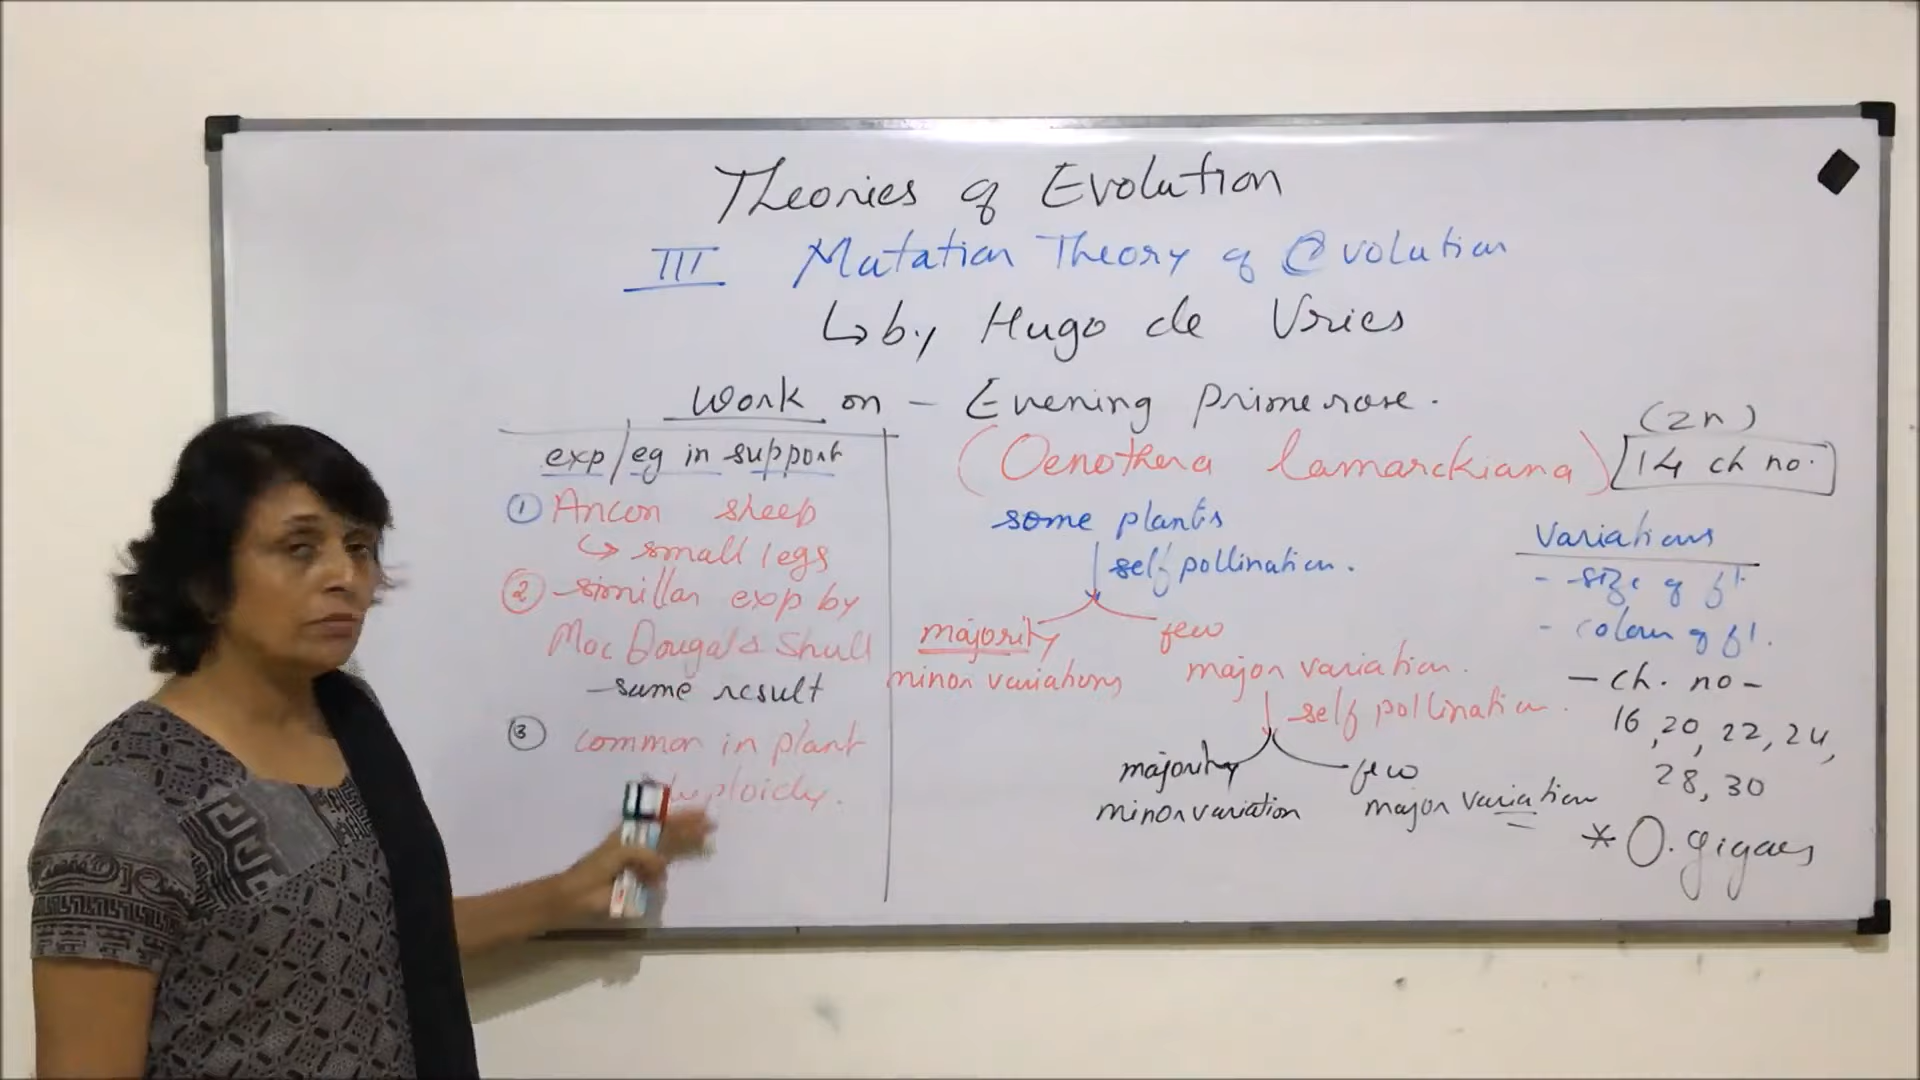 Theories of Evolution
III Mutation Theory of Evolution
↳ by Hugo de Vries
Work on - Evening Primerose.
(Oenothera lamarckiana)
(2n)
14 ch no.
exp/eg in support
① Ancon sheep
↳ small legs
② simillar exp by
Mac Dougal & Shull
- same result
③ common in plant
some plants
self pollination.
majority few
minor variations major variation.
self pollination.
majority few
minor variation major variation
Variations
- size of fl.
- colour of fl.
- ch. no -
16, 20, 22, 24,
28, 30
* O. gigas